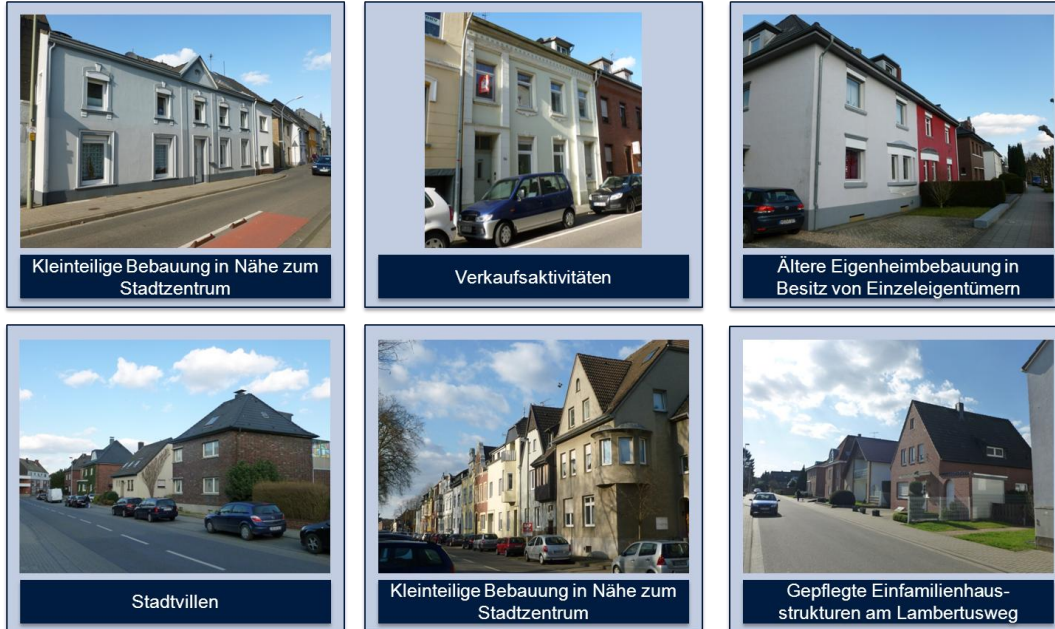 Kleinteilige Bebauung in Nähe zum
Stadtzentrum
Verkaufsaktivitäten
Ältere Eigenheimbebauung in
Besitz von Einzeleigentümern
Stadtvillen
Kleinteilige Bebauung in Nähe zum
Stadtzentrum
Gepflegte Einfamilienhaus-
strukturen am Lambertusweg